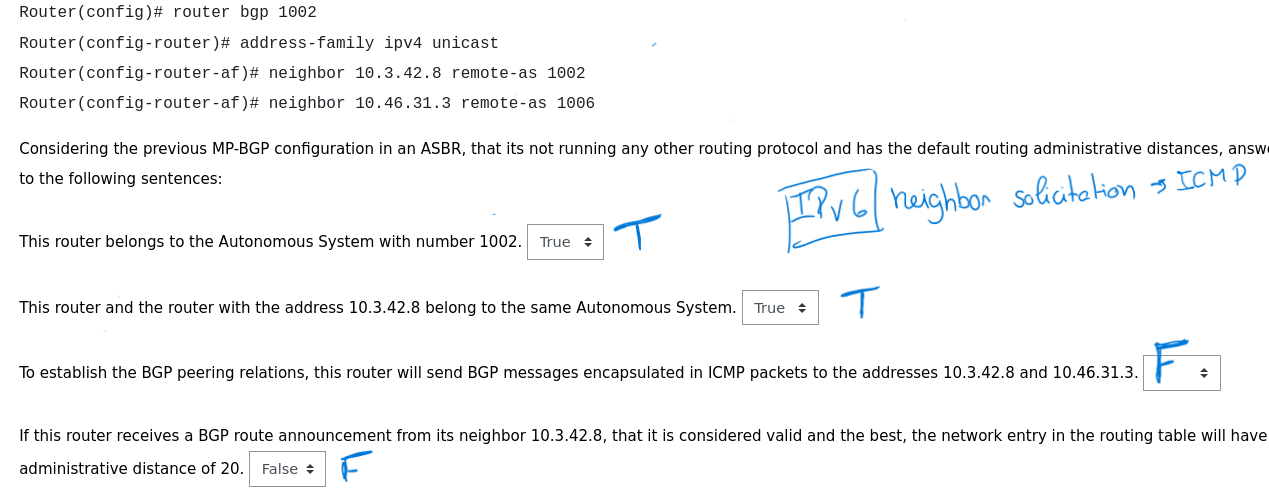 Router(config)# router bgp 1002
Router(config-router)# address-family ipv4 unicast
Router(config-router-af)# neighbor 10.3.42.8 remote-as 1002
Router(config-router-af)# neighbor 10.46.31.3 remote-as 1006
Considering the previous MP-BGP configuration in an ASBR, that its not running any other routing protocol and has the default routing administrative distances, answ
to the following sentences:
IPv6 neighbor solicitation → ICMP
This router belongs to the Autonomous System with number 1002. True T
This router and the router with the address 10.3.42.8 belong to the same Autonomous System. True T
To establish the BGP peering relations, this router will send BGP messages encapsulated in ICMP packets to the addresses 10.3.42.8 and 10.46.31.3. F
If this router receives a BGP route announcement from its neighbor 10.3.42.8, that it is considered valid and the best, the network entry in the routing table will have
administrative distance of 20. False F